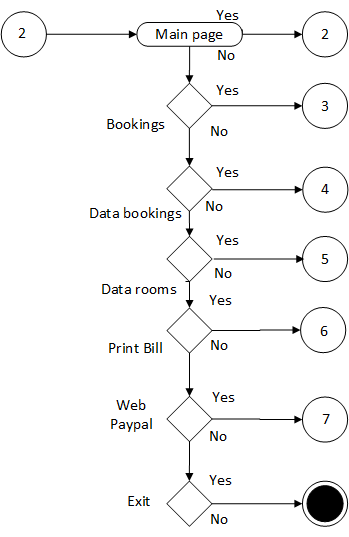 Yes
2
Main page
2
No
Yes
3
Bookings
No
Yes
4
Data bookings
No
Yes
5
No
Data rooms
Yes
6
Print Bill
No
Web
Paypal
Yes
7
No
Yes
Exit
No